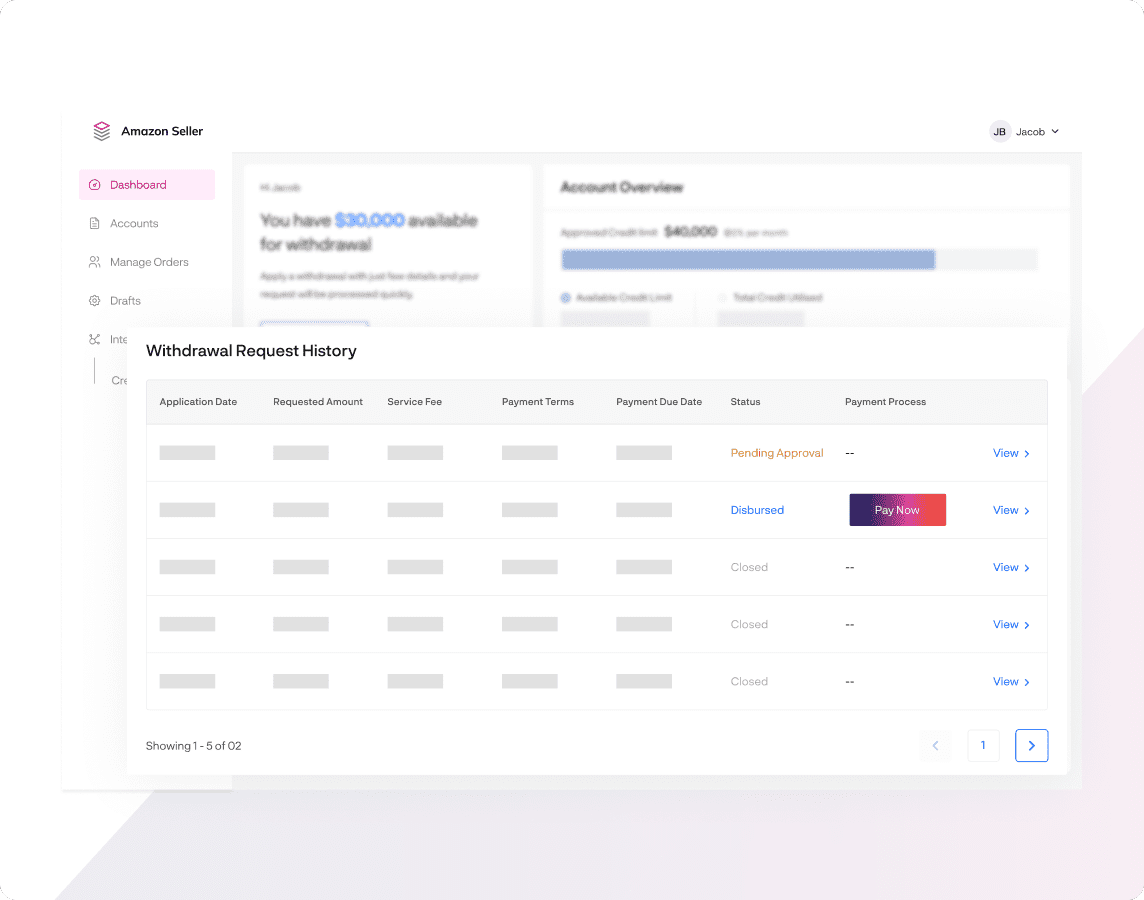 Amazon Seller
JB Jacob
Dashboard
Accounts
Manage Orders
Drafts
Inte
Cre
Hi Jacob
You have $30,000 available
for withdrawal
Apply a withdrawal with just few details and your
request will be processed quickly.
Account Overview
Approved Credit limit $40,000
per month
Available Credit Limit
Total Credit Utilised
Withdrawal Request History
Application Date Requested Amount Service Fee Payment Terms Payment Due Date Status Payment Process
Pending Approval -- View
Disbursed Pay Now View
Closed -- View
Closed -- View
Closed -- View
Showing 1 - 5 of 02
1